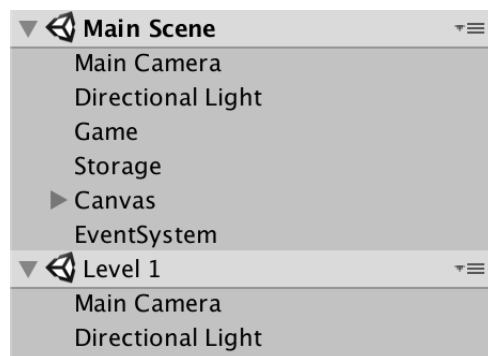 Main Scene
Main Camera
Directional Light
Game
Storage
Canvas
EventSystem
Level 1
Main Camera
Directional Light